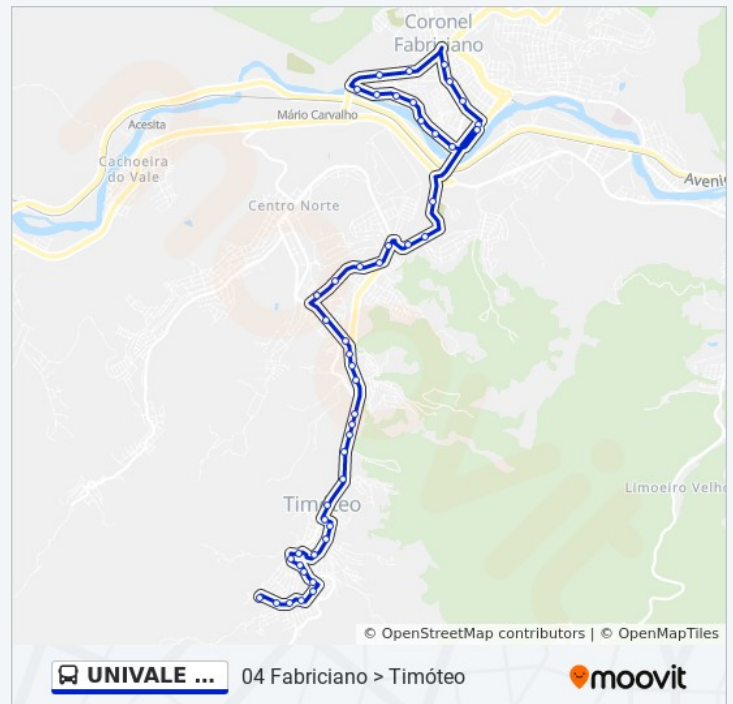 Coronel
Fabriciano
Mário Carvalho
Acesita
Cachoeira
do Vale
Aveni
Centro Norte
Limoeiro Velho
Timóteo
© OpenStreetMap contributors | © OpenMapTiles
UNIVALE ...
04 Fabriciano > Timóteo
moovit